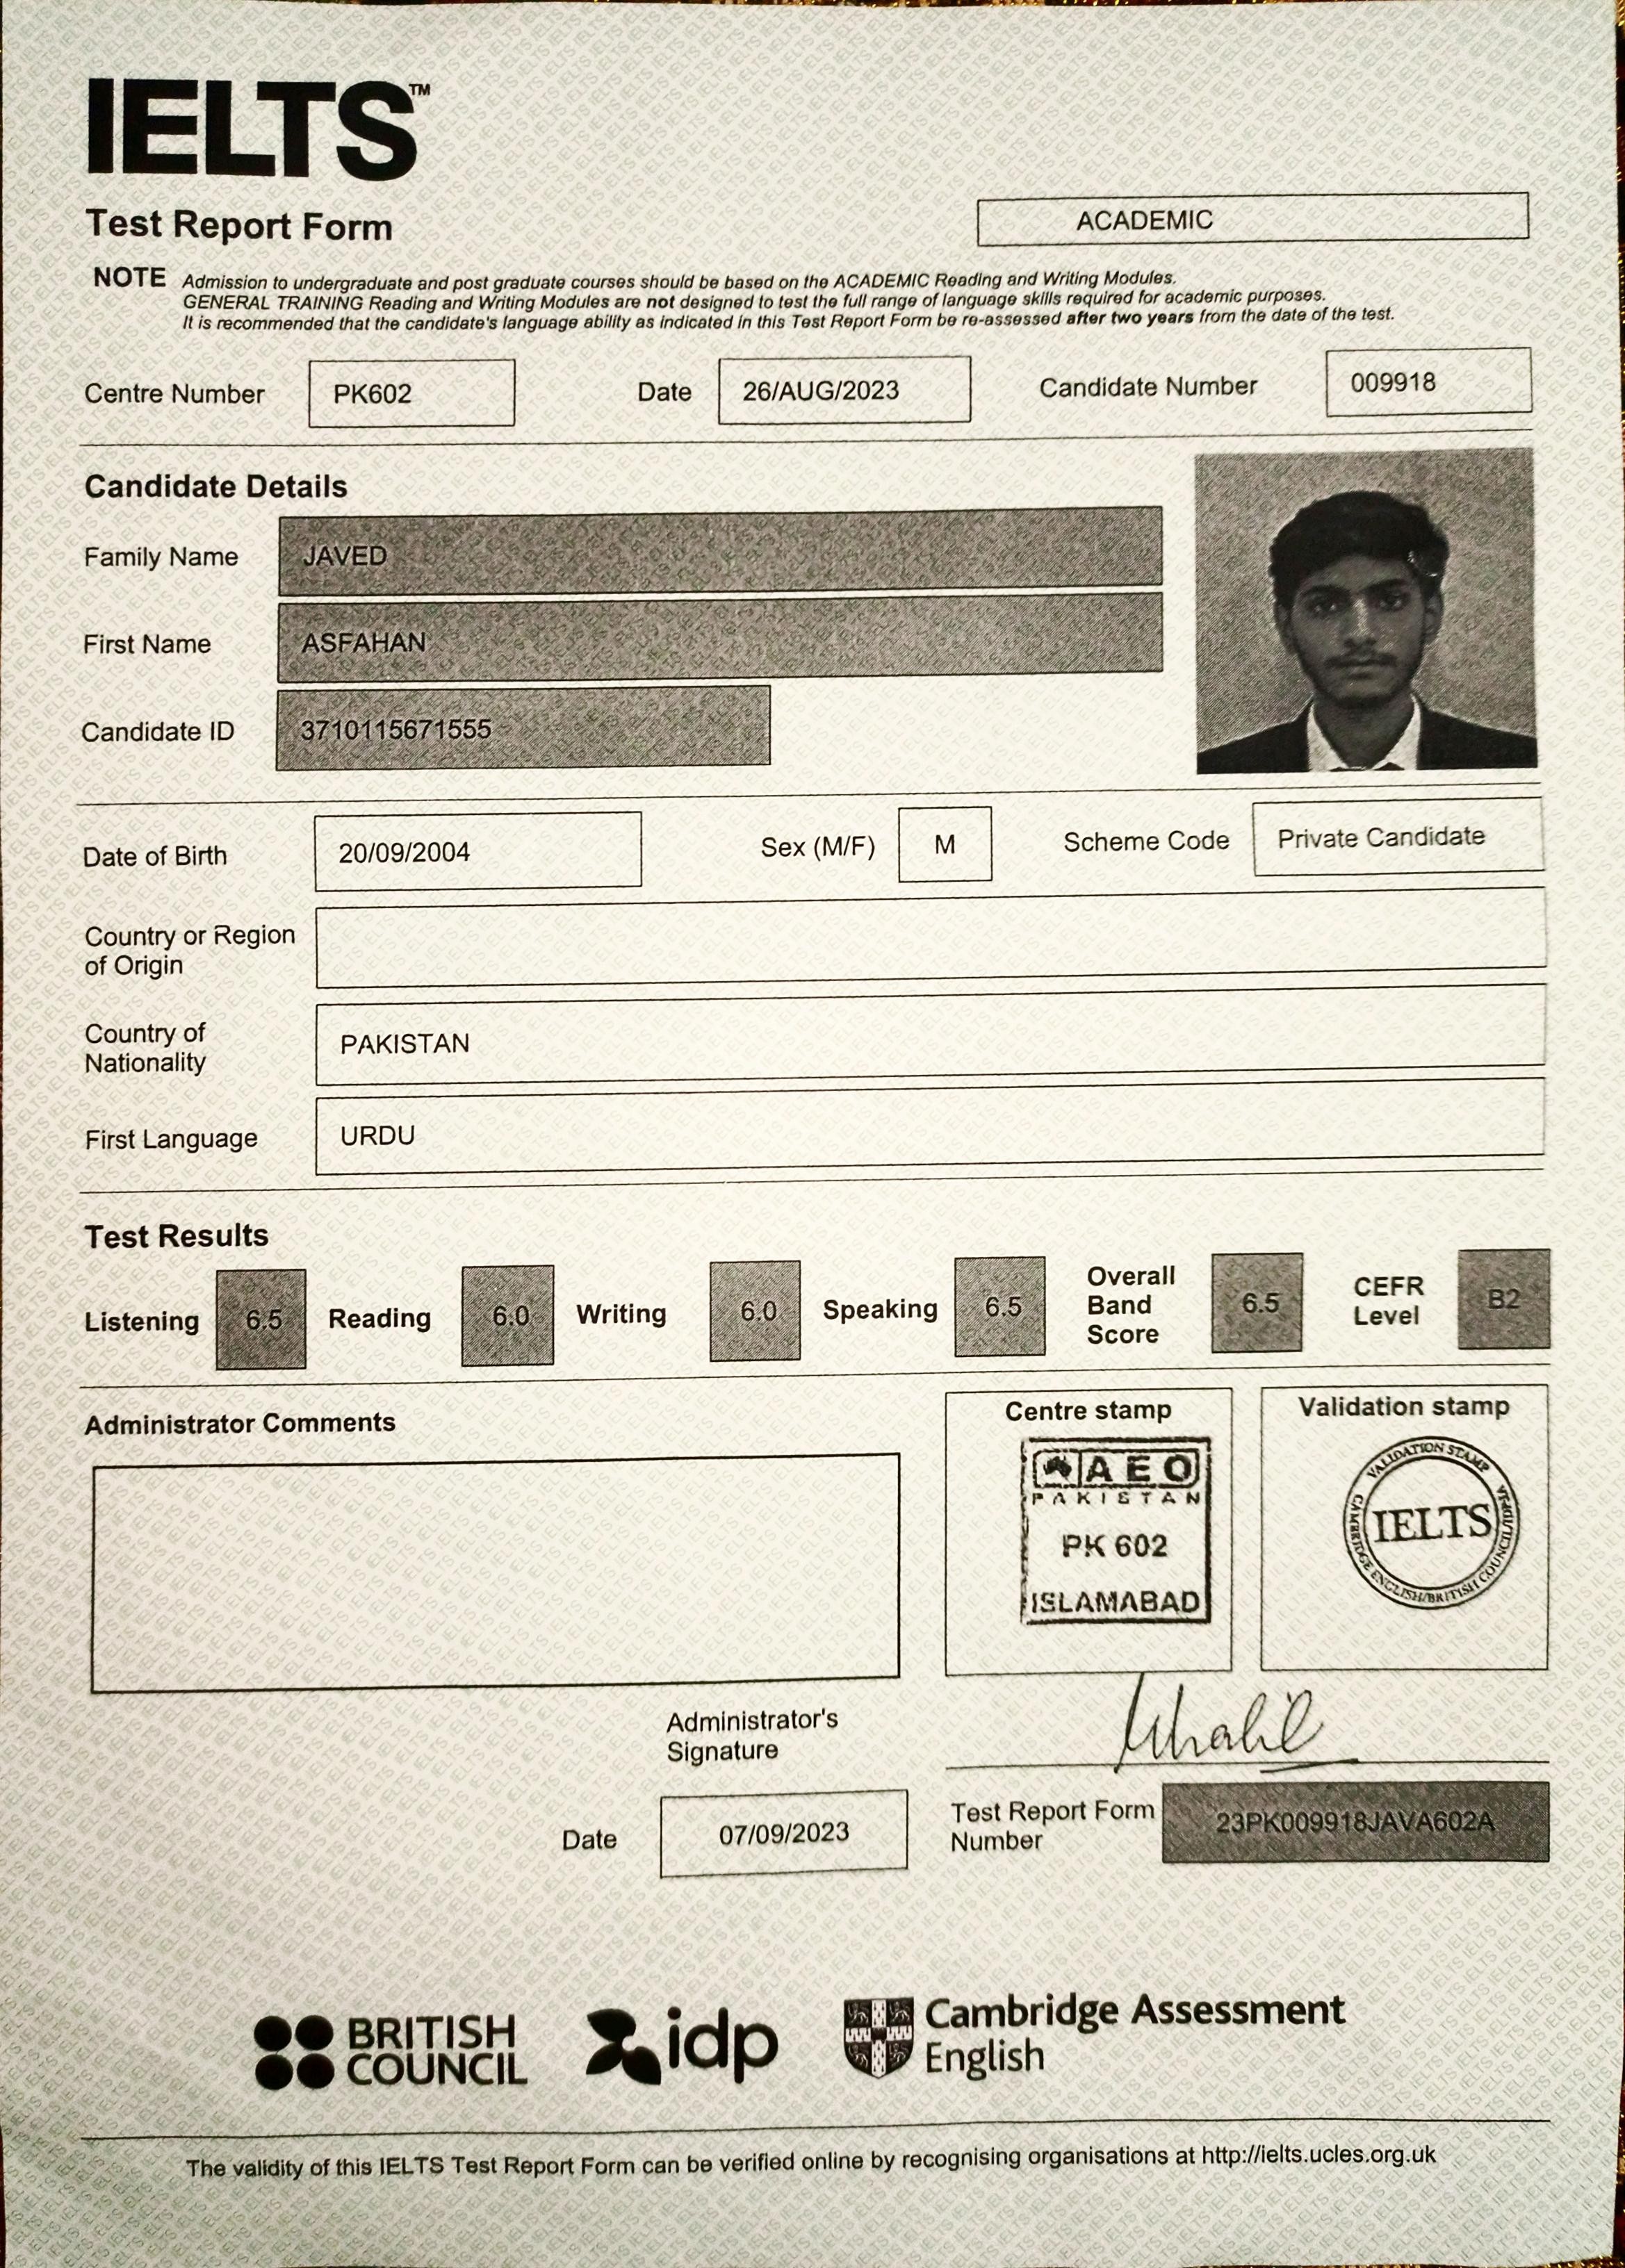 IELTS™
Test Report Form
ACADEMIC
NOTE Admission to undergraduate and post graduate courses should be based on the ACADEMIC Reading and Writing Modules.
GENERAL TRAINING Reading and Writing Modules are not designed to test the full range of language skills required for academic purposes.
It is recommended that the candidate's language ability as indicated in this Test Report Form be re-assessed after two years from the date of the test.
Centre Number PK602 Date 26/AUG/2023 Candidate Number 009918
Candidate Details
Family Name JAVED
First Name ASFAHAN
Candidate ID 3710115671555
Date of Birth 20/09/2004 Sex (M/F) M Scheme Code Private Candidate
Country or Region
of Origin
Country of
Nationality
PAKISTAN
First Language URDU
Test Results
Listening 6.5 Reading 6.0 Writing 6.0 Speaking 6.5 Overall Band Score 6.5 CEFR Level B2
Administrator Comments
Centre stamp
AEO
PAKISTAN
PK 602
ISLAMABAD
Validation stamp
VALIDATION STAMP
IELTS
CAMBRIDGE ENGLISH/BRITISH COUNCIL/IDP:IA
Administrator's
Signature
Khalil
Date 07/09/2023
Test Report Form
Number
23PK009918JAVA602A
BRITISH
COUNCIL
idp
Cambridge Assessment
English
The validity of this IELTS Test Report Form can be verified online by recognising organisations at http://ielts.ucles.org.uk